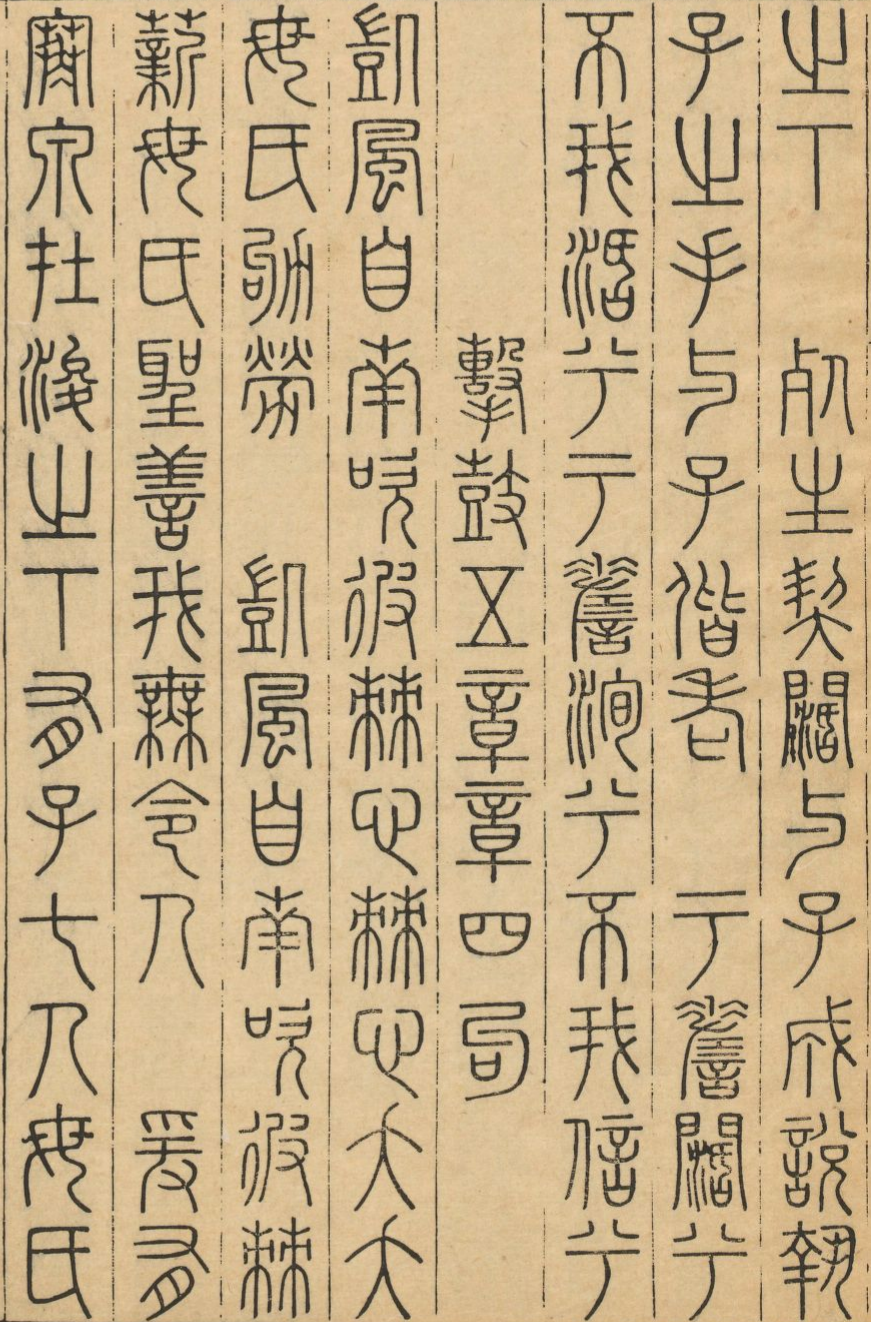 之下　死生契闊与子成說執
子之手与子偕老　于嗟闊兮
不我活兮于嗟洵兮不我信兮
擊鼓五章章四句
凱風自南吹彼棘心棘心夭夭
母氏劬勞　凱風自南吹彼棘
薪母氏聖善我無令人　爰有
寒泉在浚之下有子七人母氏